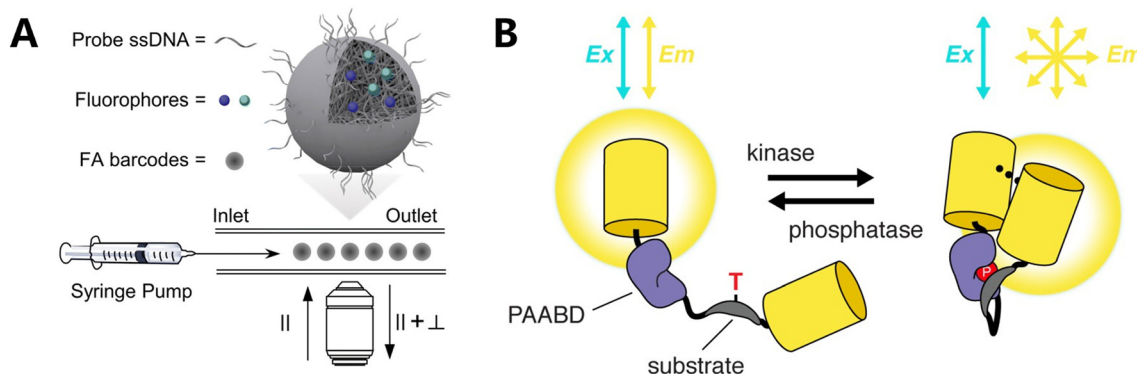 A
Probe ssDNA =
Fluorophores =
FA barcodes =
Inlet
Outlet
Syringe Pump
||
|| + ⊥
B
Ex
Em
Ex
Em
kinase
phosphatase
PAABD
T
substrate
P